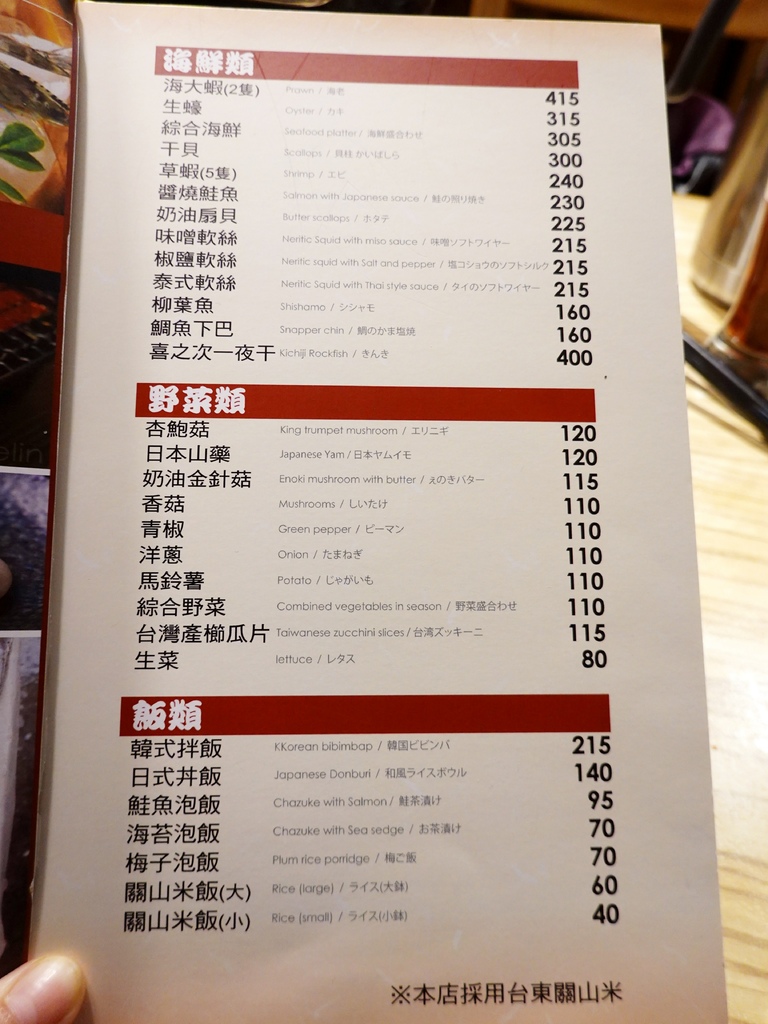 海鮮類
海大蝦(2隻) Prawn / 海老 415
生蠔 Oyster / カキ 315
綜合海鮮 Seafood platter / 海鮮盛合わせ 305
干貝 Scallops / 貝柱 かいばしら 300
草蝦(5隻) Shrimp / エビ 240
醬燒鮭魚 Salmon with Japanese sauce / 鮭の照り焼き 230
奶油扇貝 Butter scallops / ホタテ 225
味噌軟絲 Neritic Squid with miso sauce / 味噌ソフトワイヤー 215
椒鹽軟絲 Neritic squid with Salt and pepper / 塩コショウのソフトシルク 215
泰式軟絲 Neritic Squid with Thai style sauce / タイのソフトワイヤー 215
柳葉魚 Shishamo / シシャモ 160
鯛魚下巴 Snapper chin / 鯛のかま塩焼 160
喜之次一夜干 Kichiji Rockfish / きんき 400
野菜類
杏鮑菇 King trumpet mushroom / エリニギ 120
日本山藥 Japanese Yam / 日本ヤムイモ 120
奶油金針菇 Enoki mushroom with butter / えのきバター 115
香菇 Mushrooms / しいたけ 110
青椒 Green pepper / ピーマン 110
洋蔥 Onion / たまねぎ 110
馬鈴薯 Potato / じゃがいも 110
綜合野菜 Combined vegetables in season / 野菜盛合わせ 110
台灣產櫛瓜片 Taiwanese zucchini slices / 台湾ズッキーニ 115
生菜 lettuce / レタス 80
飯類
韓式拌飯 KKorean bibimbap / 韓国ビビンバ 215
日式丼飯 Japanese Donburi / 和風ライスボウル 140
鮭魚泡飯 Chazuke with Salmon / 鮭茶漬け 95
海苔泡飯 Chazuke with Sea sedge / お茶漬け 70
梅子泡飯 Plum rice porridge / 梅ご飯 70
關山米飯(大) Rice (large) / ライス(大鉢) 60
關山米飯(小) Rice (small) / ライス(小鉢) 40
※本店採用台東關山米